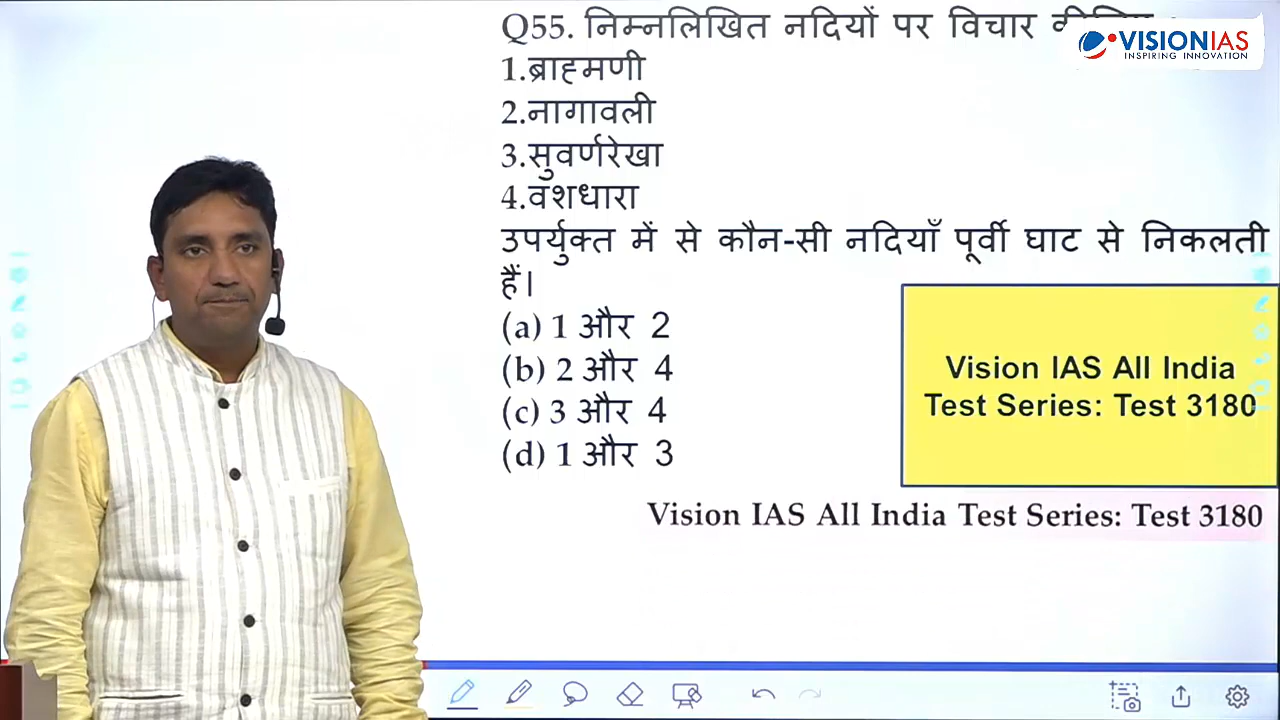 Q55. निम्नलिखित नदियों पर विचार
VISIONIAS
INSPIRING INNOVATION
1.ब्राह्मणी
2.नागावली
3.सुवर्णरेखा
4.वशधारा
उपर्युक्त में से कौन-सी नदियाँ पूर्वी घाट से निकलती
हैं।
(a) 1 और 2
(b) 2 और 4
(c) 3 और 4
(d) 1 और 3
Vision IAS All India
Test Series: Test 3180
Vision IAS All India Test Series: Test 3180